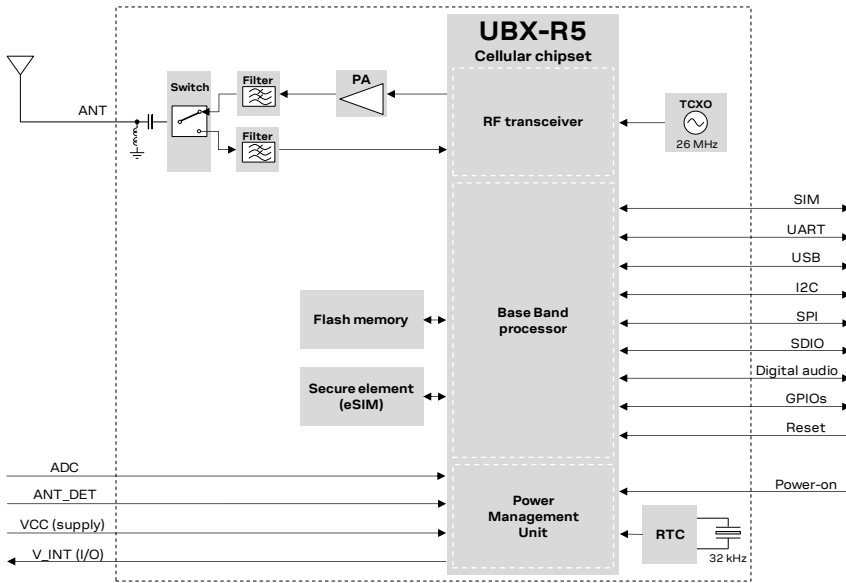 UBX-R5
Cellular chipset
Switch
Filter
PA
ANT
RF transceiver
TCXO
26 MHz
Filter
SIM
UART
USB
I2C
SPI
SDIO
Digital audio
GPIOs
Reset
Flash memory
Base Band
processor
Secure element
(eSIM)
ADC
ANT_DET
VCC (supply)
V_INT (I/O)
Power
Management
Unit
Power-on
RTC
32 kHz